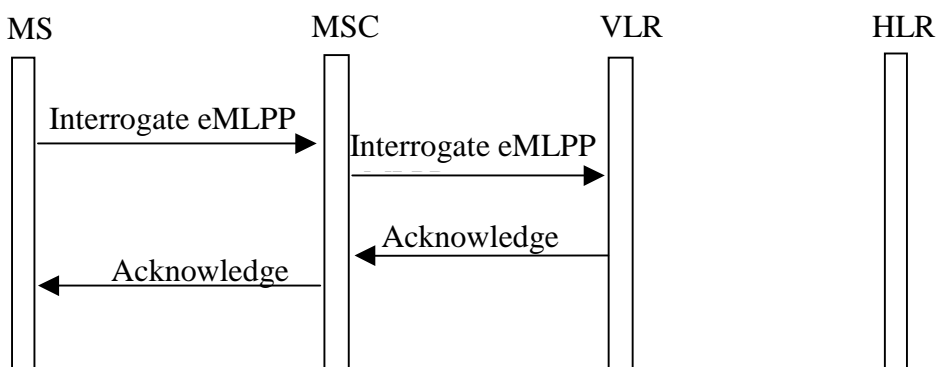 MS MSC VLR HLR
Interrogate eMLPP
Interrogate eMLPP
Acknowledge
Acknowledge